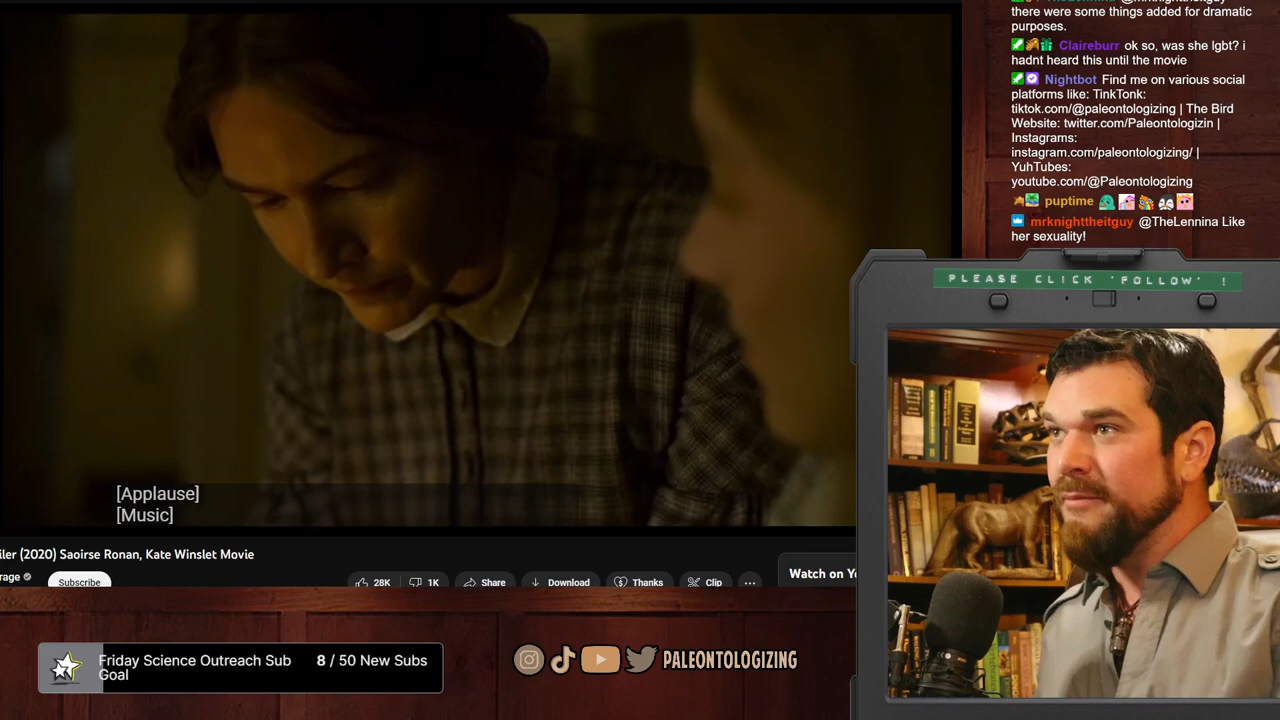 there were some things added for dramatic
purposes.
Claireburr ok so, was she lgbt? i
hadnt heard this until the movie
Nightbot Find me on various social
platforms like: TinkTonk:
tiktok.com/@paleontologizing | The Bird
Website: twitter.com/Paleontologizin |
Instagrams:
instagram.com/paleontologizing/ |
YuhTubes:
youtube.com/@Paleontologizing
puptime
mrknighttheitguy @TheLennina Like
her sexuality!
PLEASE CLICK 'FOLLOW' !
[Applause]
[Music]
iler (2020) Saoirse Ronan, Kate Winslet Movie
rage
Subscribe
28K
1K
Share
Download
Thanks
Clip
...
Watch on Yo
Friday Science Outreach Sub
Goal
8 / 50 New Subs
PALEONTOLOGIZING